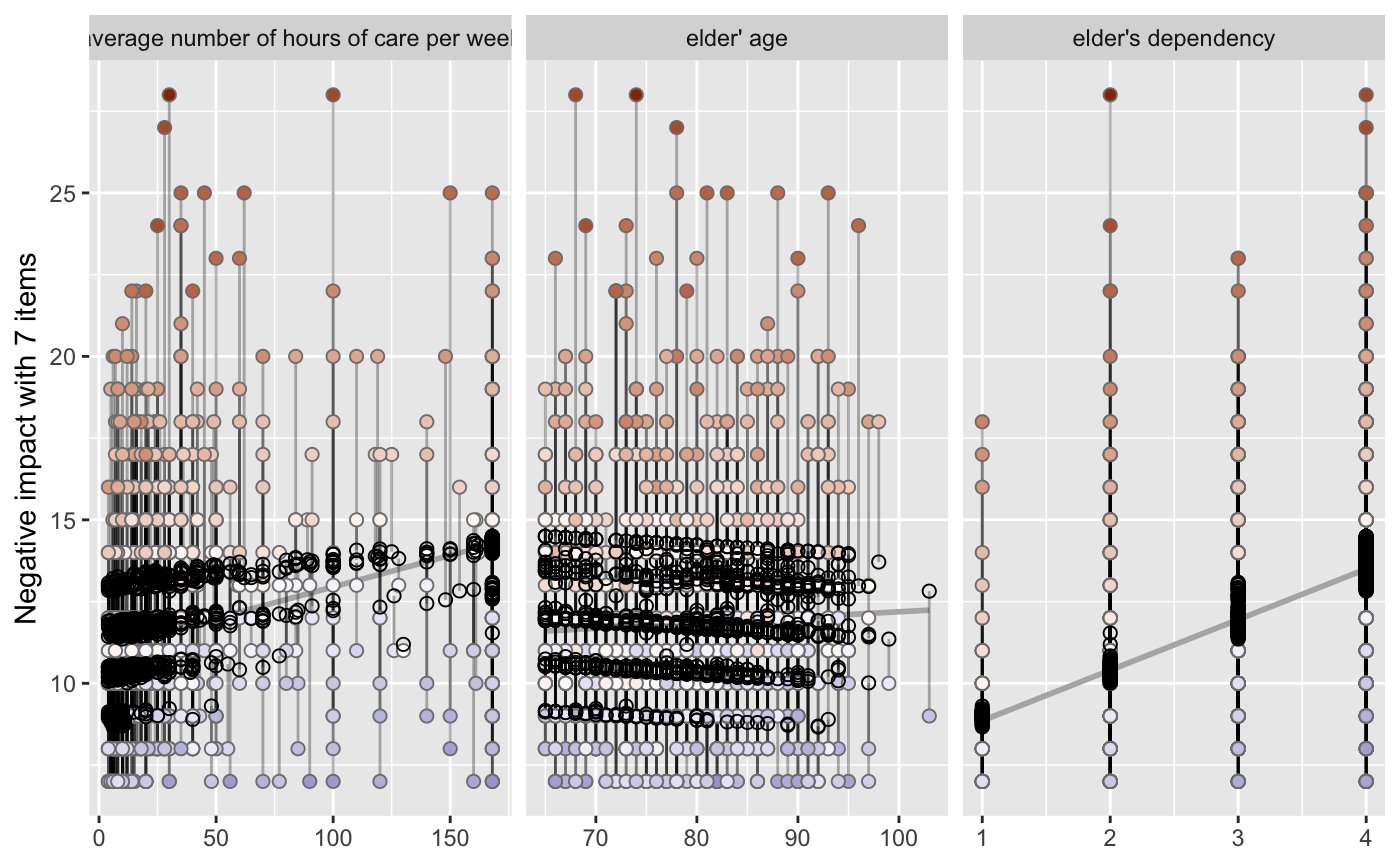 average number of hours of care per week
elder' age
elder's dependency
Negative impact with 7 items
25
20
15
10
0 50 100 150
70 80 90 100
1 2 3 4